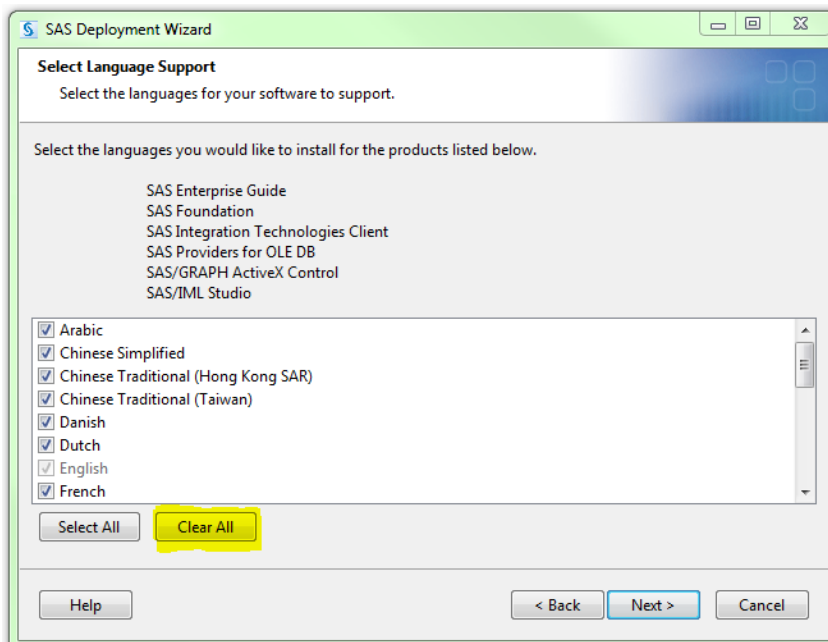 SAS Deployment Wizard
Select Language Support
Select the languages for your software to support.
Select the languages you would like to install for the products listed below.
SAS Enterprise Guide
SAS Foundation
SAS Integration Technologies Client
SAS Providers for OLE DB
SAS/GRAPH ActiveX Control
SAS/IML Studio
Arabic
Chinese Simplified
Chinese Traditional (Hong Kong SAR)
Chinese Traditional (Taiwan)
Danish
Dutch
English
French
Select All Clear All
Help < Back Next > Cancel